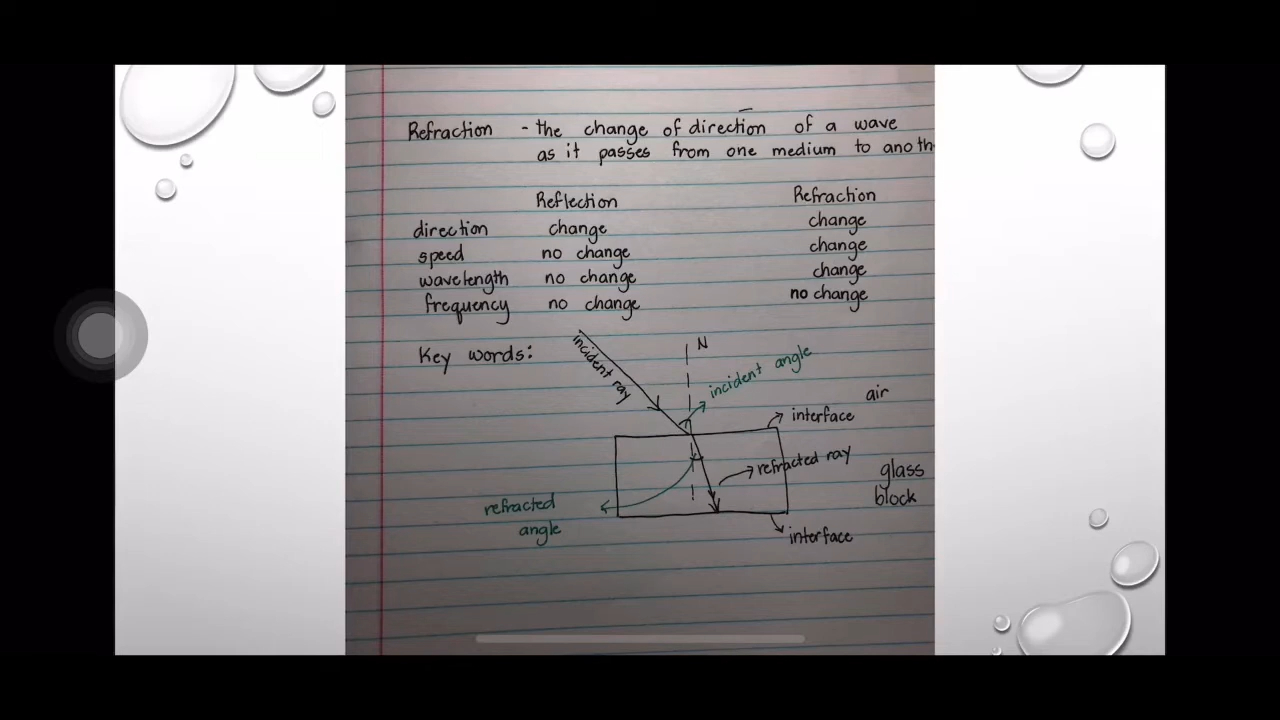 Refraction - the change of direction of a wave
as it passes from one medium to anoth
Reflection Refraction
direction change change
speed no change change
wavelength no change change
frequency no change no change
Key words:
incident ray
N
incident angle
air
interface
refracted ray
glass
block
refracted
angle
interface